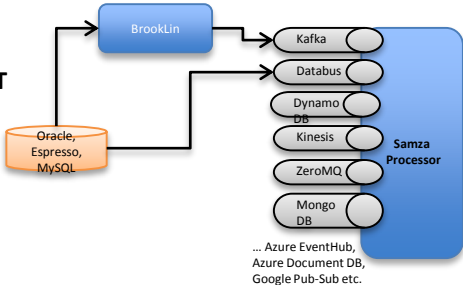 BrookLin
Kafka
T
Databus
Dynamo
DB
Oracle,
Espresso,
MySQL
Kinesis
Samza
Processor
ZeroMQ
Mongo
DB
... Azure EventHub,
Azure Document DB,
Google Pub-Sub etc.